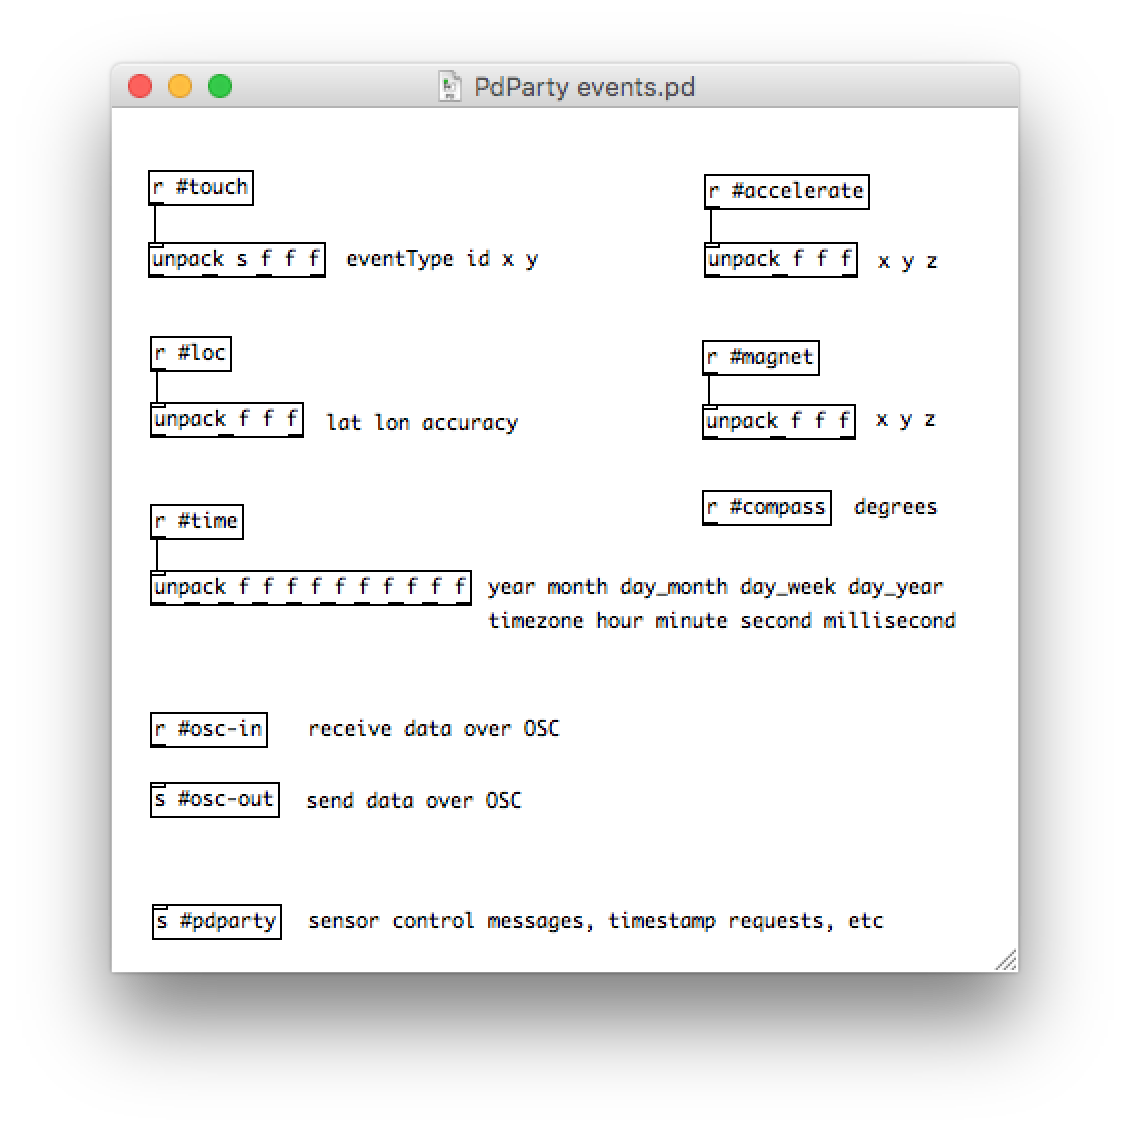 PdParty events.pd
r #touch
unpack s f f f
eventType id x y
r #accelerate
unpack f f f
x y z
r #loc
unpack f f f
lat lon accuracy
r #magnet
unpack f f f
x y z
r #compass
degrees
r #time
unpack f f f f f f f f f f
year month day_month day_week day_year
timezone hour minute second millisecond
r #osc-in
receive data over OSC
s #osc-out
send data over OSC
s #pdparty
sensor control messages, timestamp requests, etc